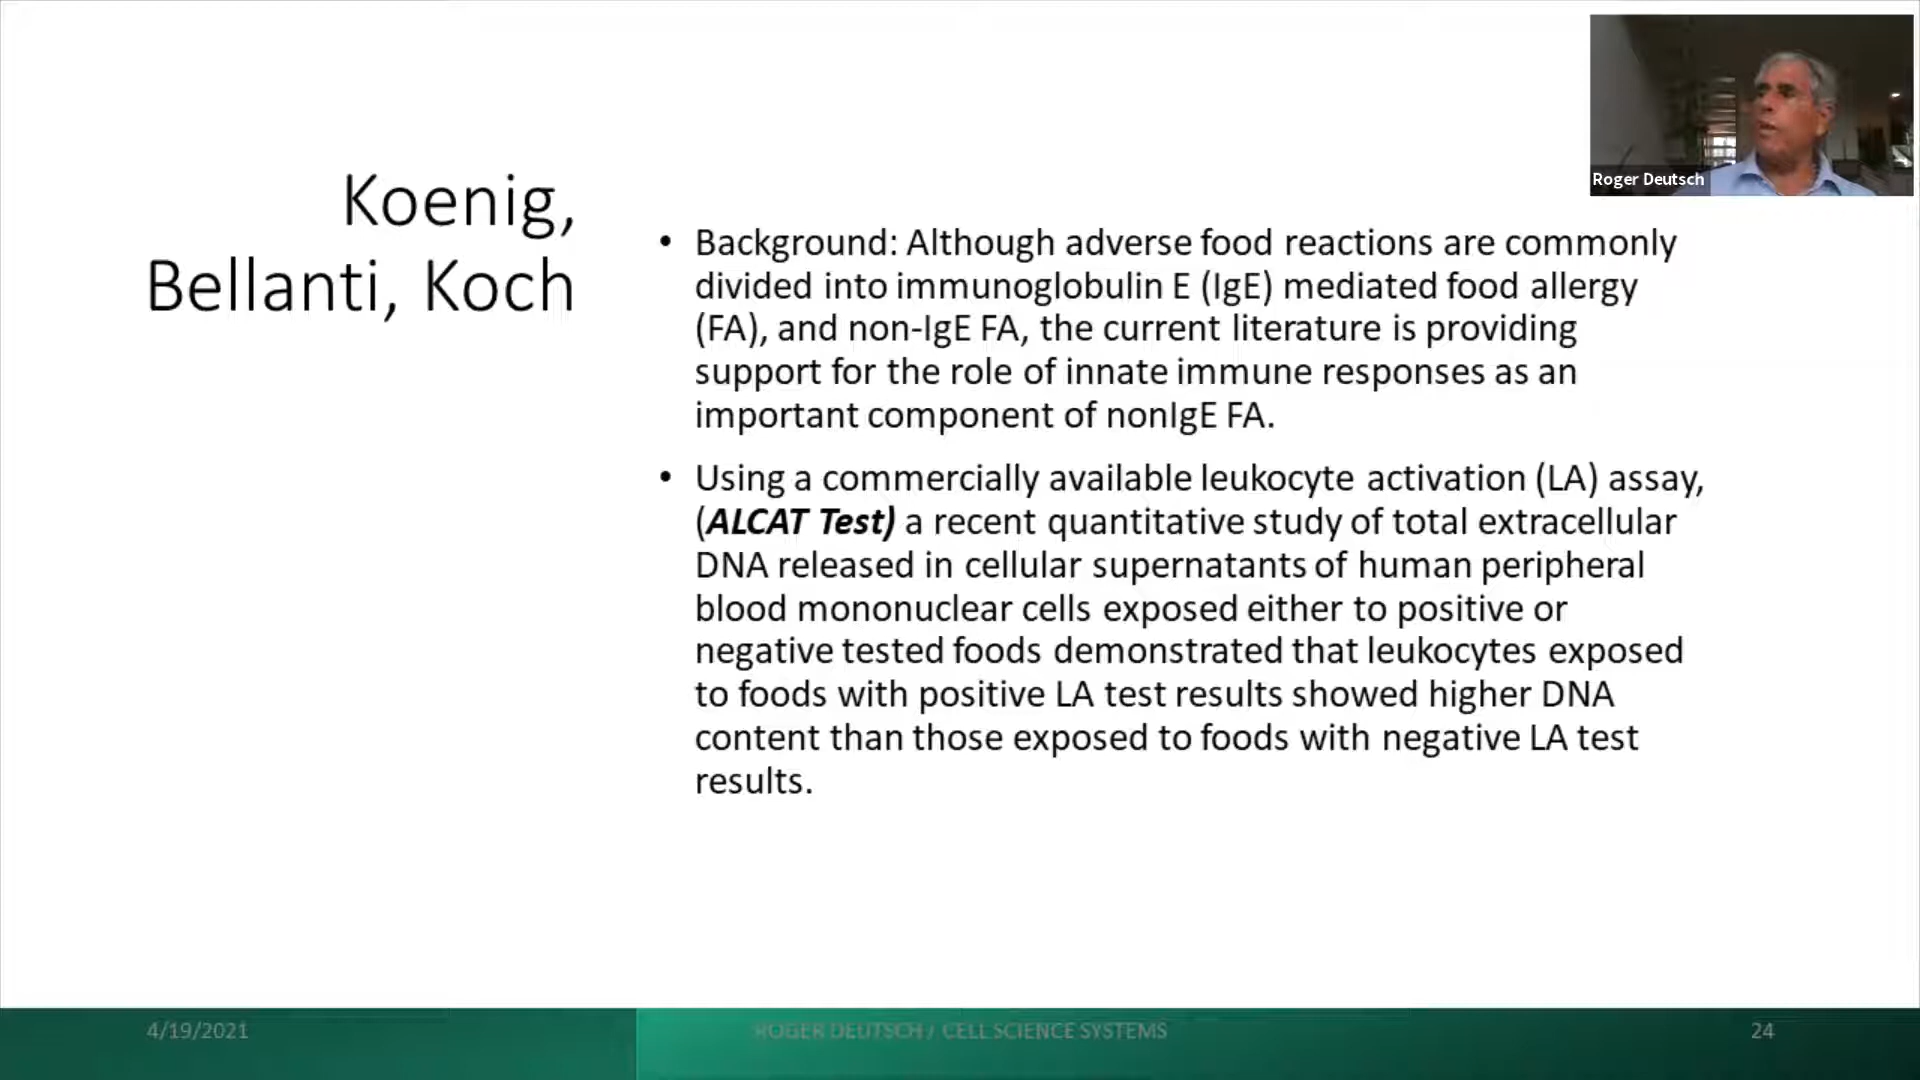 Koenig,
Bellanti, Koch
Roger Deutsch
• Background: Although adverse food reactions are commonly
divided into immunoglobulin E (IgE) mediated food allergy
(FA), and non-IgE FA, the current literature is providing
support for the role of innate immune responses as an
important component of nonIgE FA.
• Using a commercially available leukocyte activation (LA) assay,
(ALCAT Test) a recent quantitative study of total extracellular
DNA released in cellular supernatants of human peripheral
blood mononuclear cells exposed either to positive or
negative tested foods demonstrated that leukocytes exposed
to foods with positive LA test results showed higher DNA
content than those exposed to foods with negative LA test
results.
4/19/2021
ROGER DEUTSCH / CELL SCIENCE SYSTEMS
24